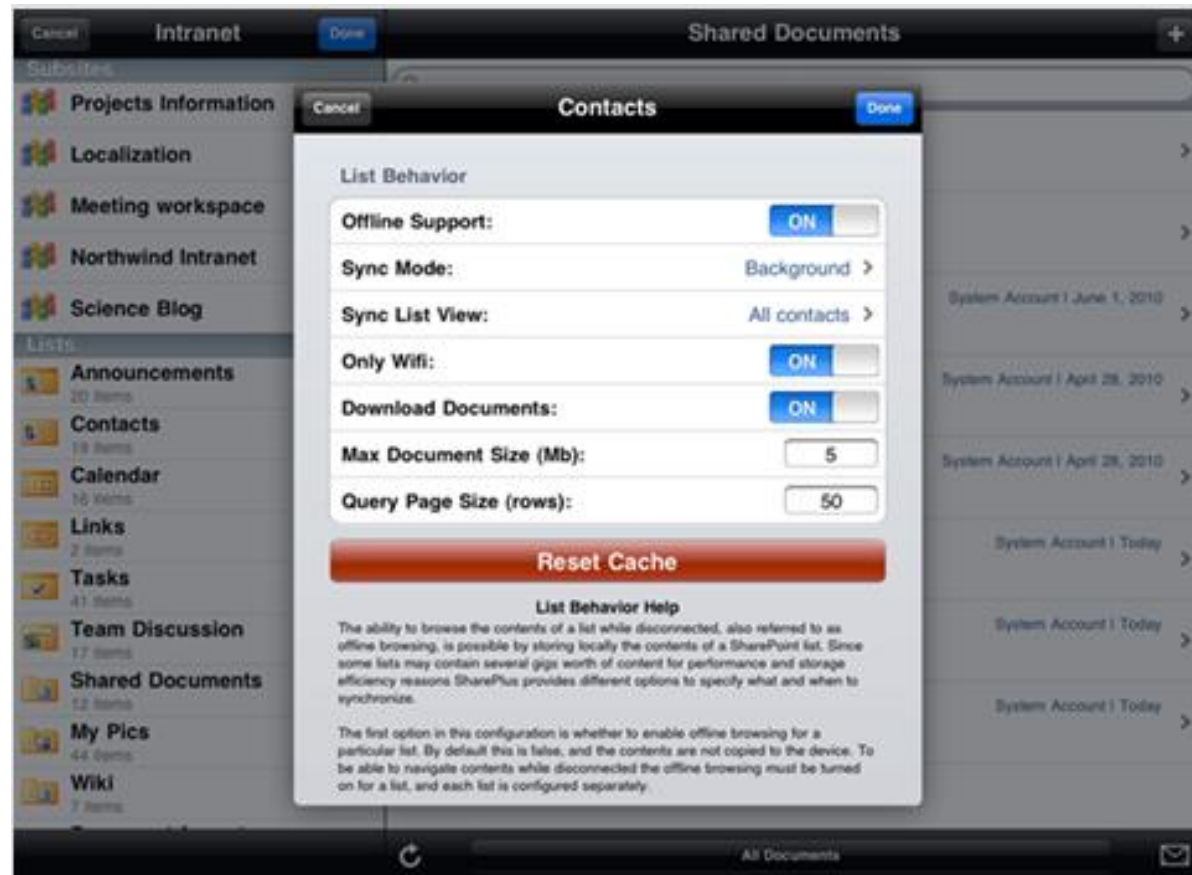 Cancel
Intranet
Done
Shared Documents
+
Subsites
Projects Information
Localization
Meeting workspace
Northwind Intranet
Science Blog
Lists
Announcements
20 items
Contacts
19 items
Calendar
16 items
Links
2 items
Tasks
41 items
Team Discussion
17 items
Shared Documents
12 items
My Pics
44 items
Wiki
7 items
Cancel
Contacts
Done
List Behavior
Offline Support:
ON
Sync Mode:
Background >
Sync List View:
All contacts >
Only Wifi:
ON
Download Documents:
ON
Max Document Size (Mb):
5
Query Page Size (rows):
50
Reset Cache
List Behavior Help
The ability to browse the contents of a list while disconnected, also referred to as
offline browsing, is possible by storing locally the contents of a SharePoint list. Since
some lists may contain several gigs worth of content for performance and storage
efficiency reasons SharePlus provides different options to specify what and when to
synchronize.
The first option in this configuration is whether to enable offline browsing for a
particular list. By default this is false, and the contents are not copied to the device. To
be able to navigate contents while disconnected the offline browsing must be turned
on for a list, and each list is configured separately.
System Account | June 1, 2010
System Account | April 28, 2010
System Account | April 28, 2010
System Account | Today
System Account | Today
System Account | Today
All Documents